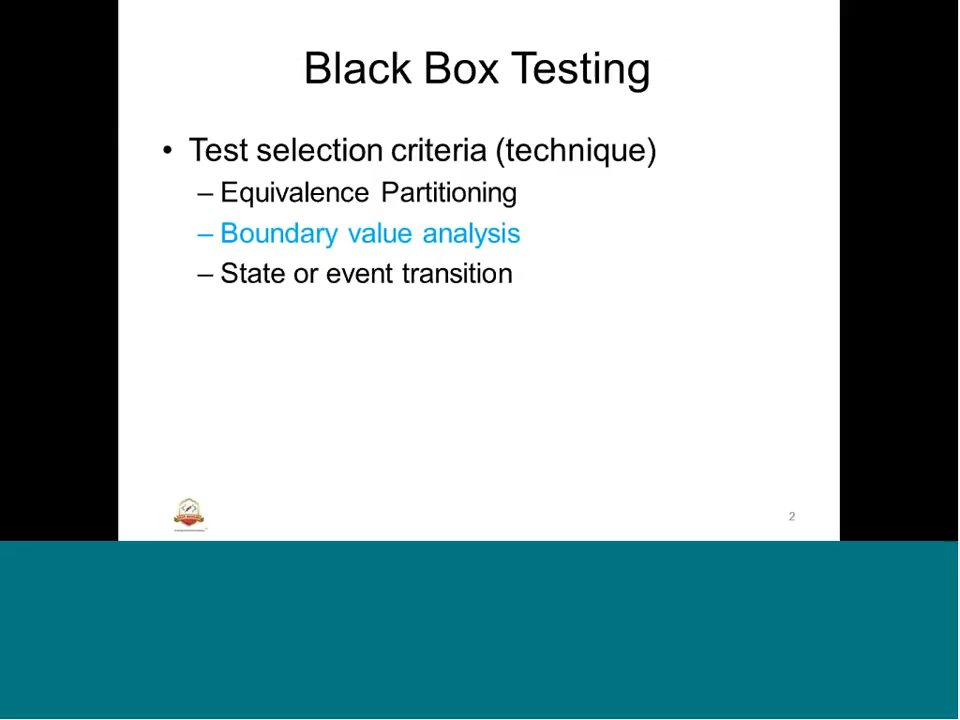 Black Box Testing
• Test selection criteria (technique)
– Equivalence Partitioning
– Boundary value analysis
– State or event transition
2